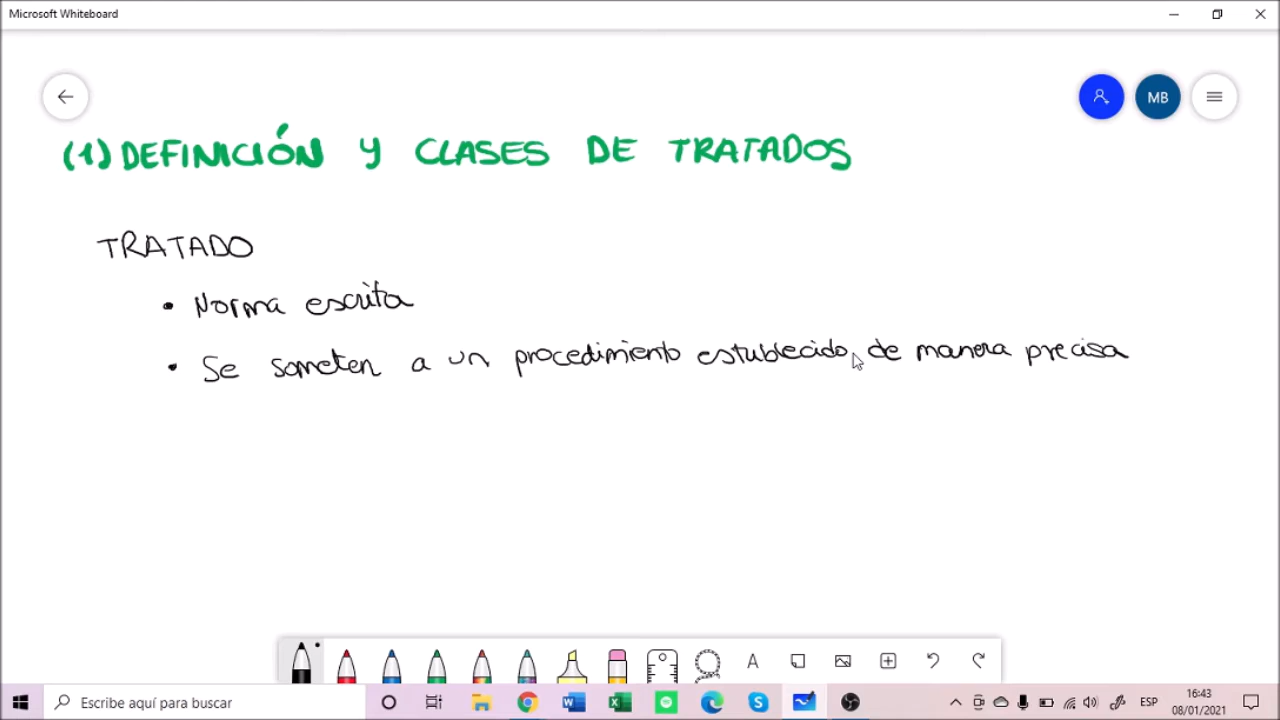 Microsoft Whiteboard
MB
(1) DEFINICIÓN Y CLASES DE TRATADOS
TRATADO
• Norma escrita
• Se someten a un procedimiento establecido, de manera precisa
A
Escribe aquí para buscar
ESP
16:43
08/01/2021